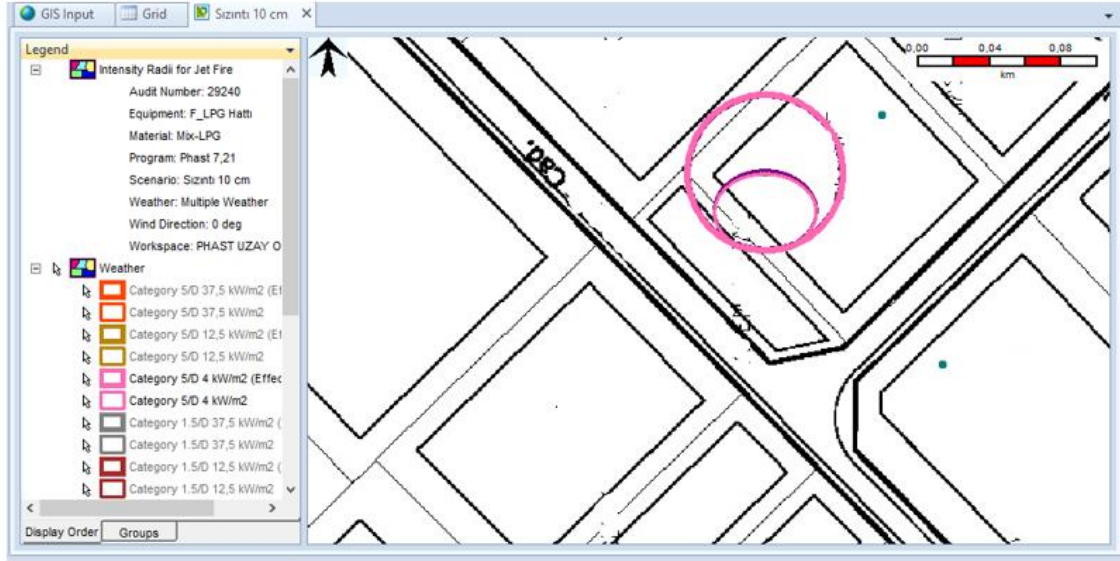 GIS Input
Grid
Sızıntı 10 cm
Legend
Intensity Radii for Jet Fire
Audit Number: 29240
Equipment: F_LPG Hattı
Material: Mix-LPG
Program: Phast 7,21
Scenario: Sızıntı 10 cm
Weather: Multiple Weather
Wind Direction: 0 deg
Workspace: PHAST UZAY O
Weather
Category 5/D 37,5 kW/m2 (Ef
Category 5/D 37,5 kW/m2
Category 5/D 12,5 kW/m2 (Ef
Category 5/D 12,5 kW/m2
Category 5/D 4 kW/m2 (Effec
Category 5/D 4 kW/m2
Category 1.5/D 37,5 kW/m2 (
Category 1.5/D 37,5 kW/m2
Category 1.5/D 12,5 kW/m2 (
Category 1.5/D 12,5 kW/m2
Display Order
Groups
0,00 0,04 0,08
km
Cad.